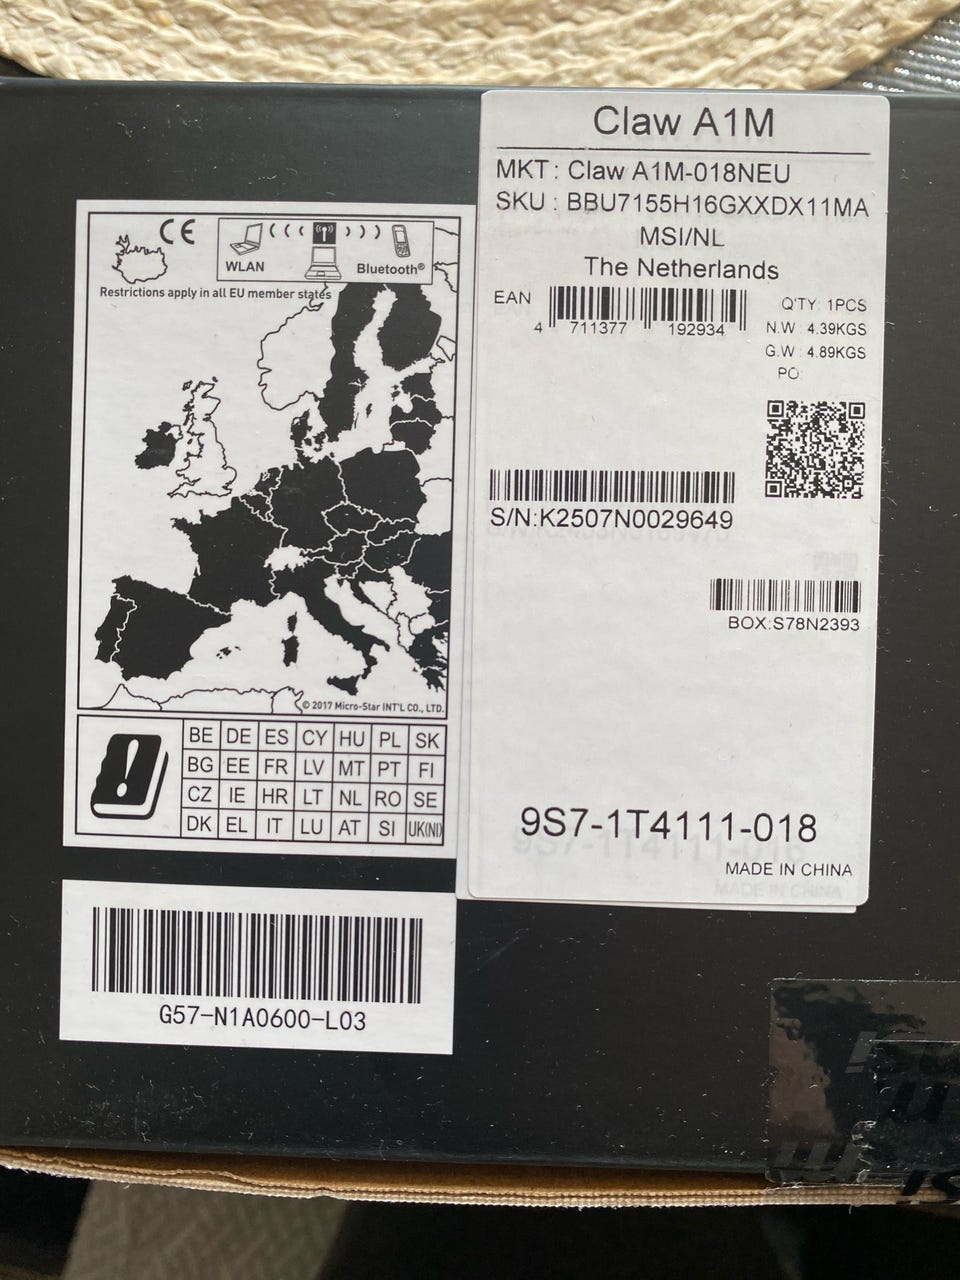 Claw A1M
MKT : Claw A1M-018NEU
SKU : BBU7155H16GXXDX11MA
MSI/NL
The Netherlands
EAN
4 711377 192934
Q'TY: 1PCS
N.W : 4.39KGS
G.W : 4.89KGS
PO:
S/N:K2507N0029649
BOX:S78N2393
9S7-1T4111-018
MADE IN CHINA
CE
WLAN
Bluetooth®
Restrictions apply in all EU member states
© 2017 Micro-Star INT'L CO., LTD.
BE DE ES CY HU PL SK
BG EE FR LV MT PT FI
CZ IE HR LT NL RO SE
DK EL IT LU AT SI UK(NI)
G57-N1A0600-L03